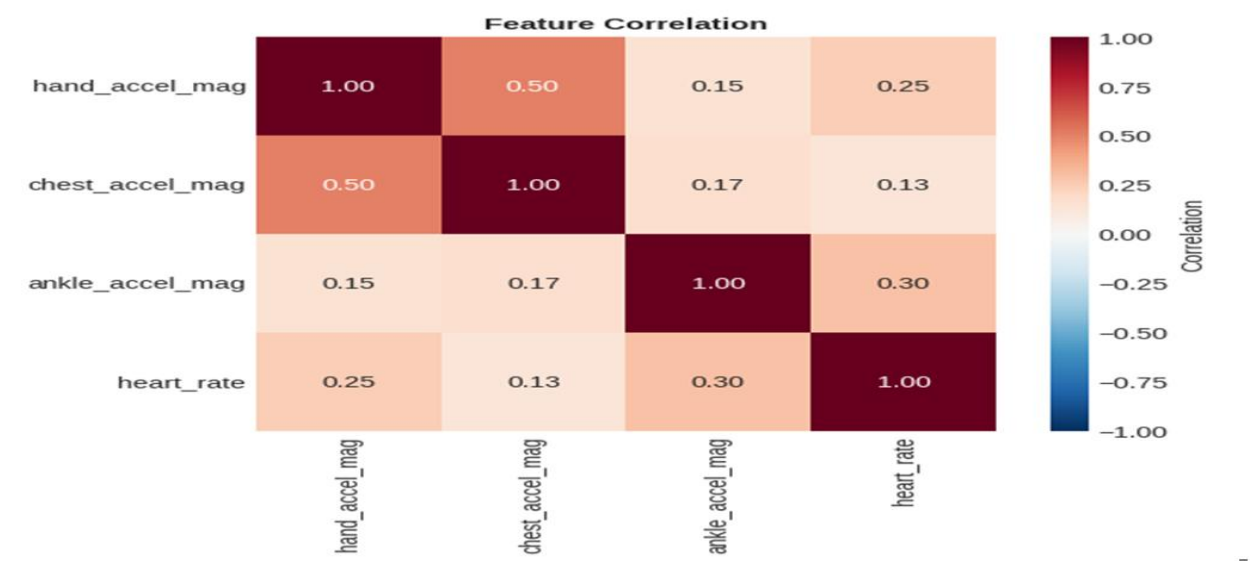 Feature Correlation
hand_accel_mag 1.00 0.50 0.15 0.25
chest_accel_mag 0.50 1.00 0.17 0.13
ankle_accel_mag 0.15 0.17 1.00 0.30
heart_rate 0.25 0.13 0.30 1.00
hand_accel_mag
chest_accel_mag
ankle_accel_mag
heart_rate
1.00
0.75
0.50
0.25
0.00
−0.25
−0.50
−0.75
−1.00
Correlation